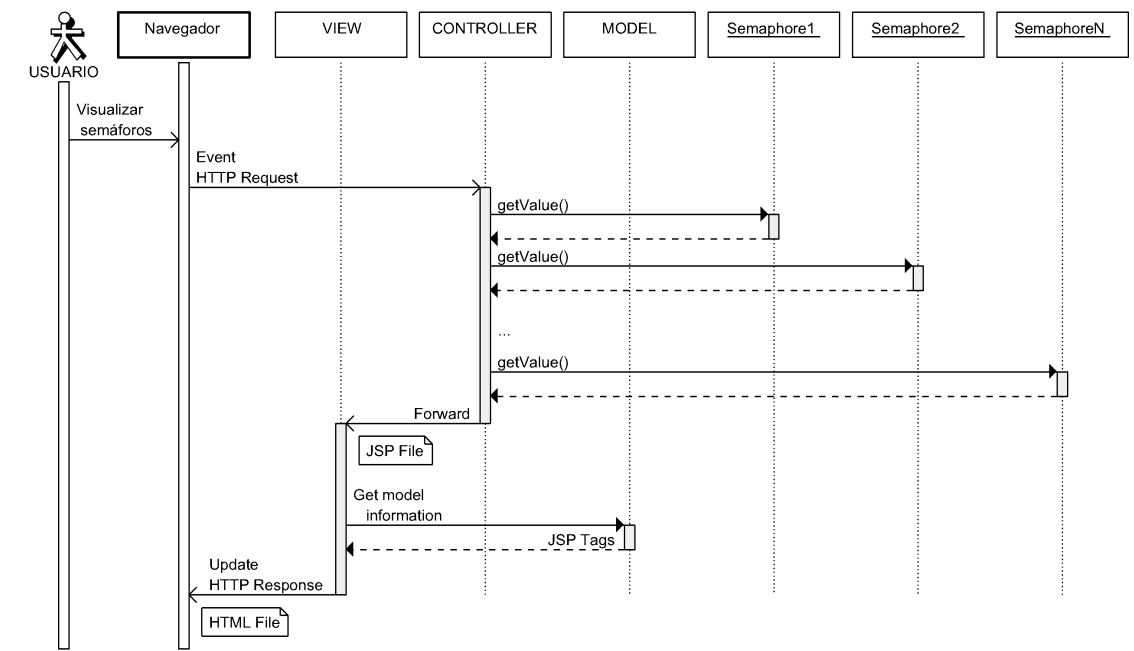 USUARIO
Navegador
VIEW
CONTROLLER
MODEL
Semaphore1
Semaphore2
SemaphoreN
Visualizar
semáforos
Event
HTTP Request
getValue()
getValue()
...
getValue()
Forward
JSP File
Get model
information
JSP Tags
Update
HTTP Response
HTML File